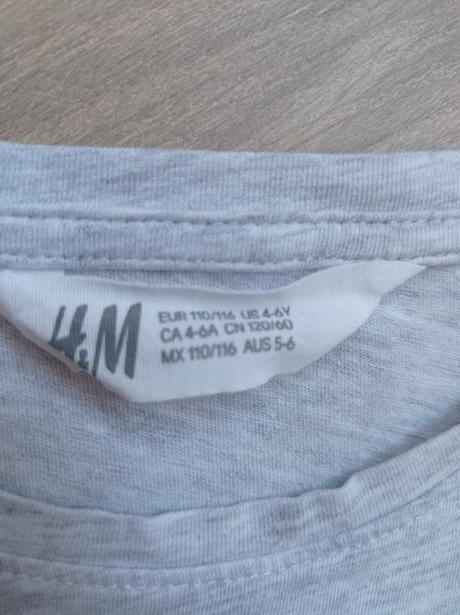 H&M
EUR 110/116 US 4-6Y
CA 4-6A CN 120/60
MX 110/116 AUS 5-6